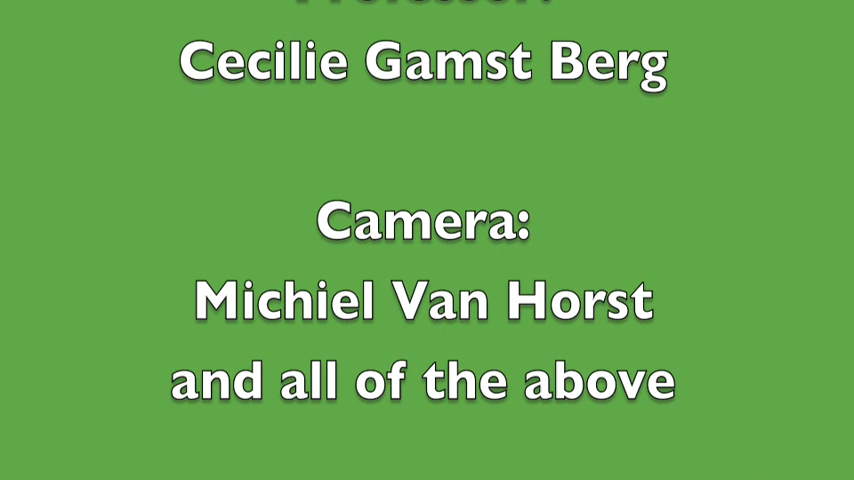 Cecilie Gamst Berg
Camera:
Michiel Van Horst
and all of the above